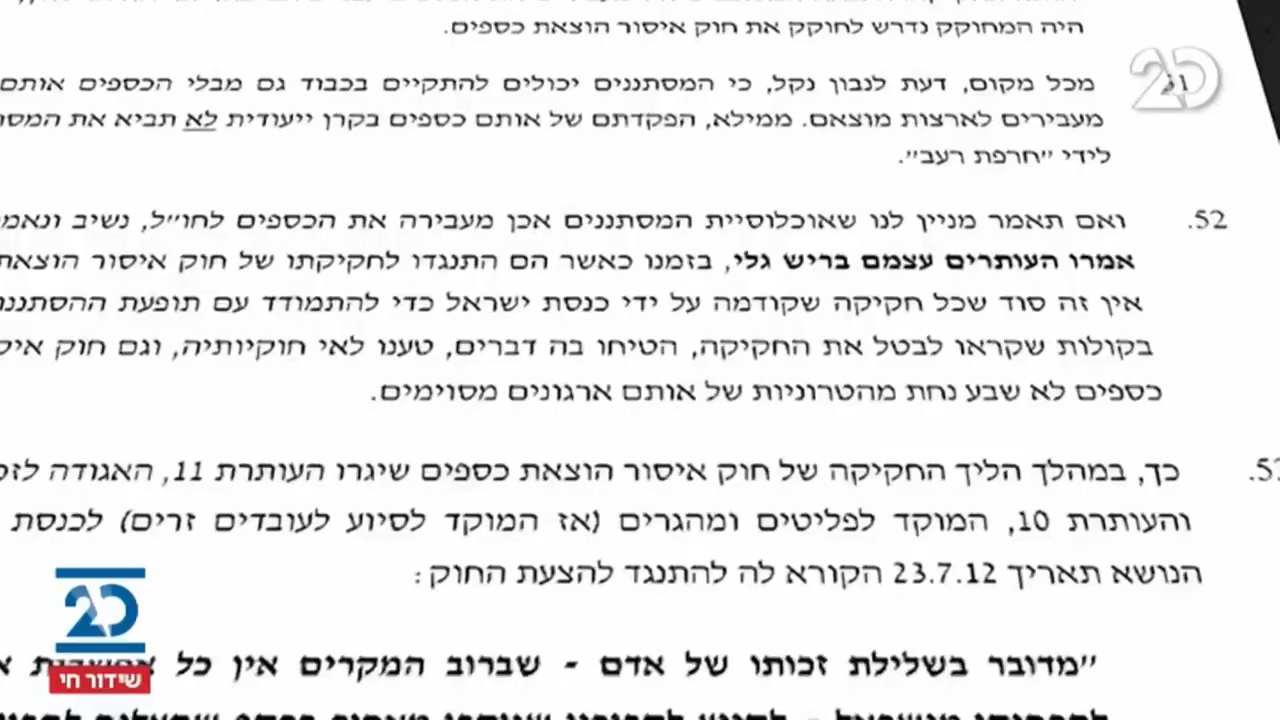 היה המחוקק נדרש לחוקק את חוק איסור הוצאת כספים.
מכל מקום, דעת לנבון נקל, כי המסתננים יכולים להתקיים בכבוד גם מבלי הכספים אותם
מעבירים לארצות מוצאם. ממילא, הפקדתם של אותם כספים בקרן ייעודית לא תביא את
לידי "חרפת רעב".
52. ואם תאמר מניין לנו שאוכלוסיית המסתננים אכן מעבירה את הכספים לחו"ל, נשיב
אמרו העותרים עצמם בריש גלי, בזמנו כאשר הם התנגדו לחקיקתו של חוק איסור הוצאת
אין זה סוד שכל חקיקה שקודמה על ידי כנסת ישראל כדי להתמודד עם תופעת
בקולות שקראו לבטל את החקיקה, הטיחו בה דברים, טענו לאי חוקיותיה, וגם חוק
כספים לא שבע נחת מהטרוניות של אותם ארגונים מסוימים.
כך, במהלך הליך החקיקה של חוק איסור הוצאת כספים שיגרו העותרת 11, האגודה
והעותרת 10, המוקד לפליטים ומהגרים (אז המוקד לסיוע לעובדים זרים) לכנסת
הנושא תאריך 23.7.12 הקורא לה להתנגד להצעת החוק:
"מדובר בשלילת זכותו של אדם - שברוב המקרים אין כל
20
20
שידור חי